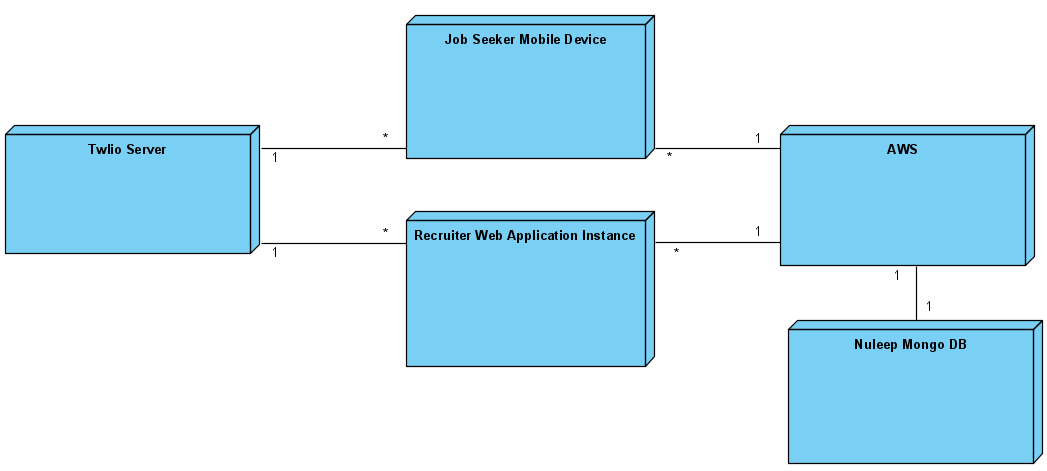 Job Seeker Mobile Device
*
1
Twlio Server
1
*
AWS
*
1
Recruiter Web Application Instance
1
*
1
1
Nuleep Mongo DB